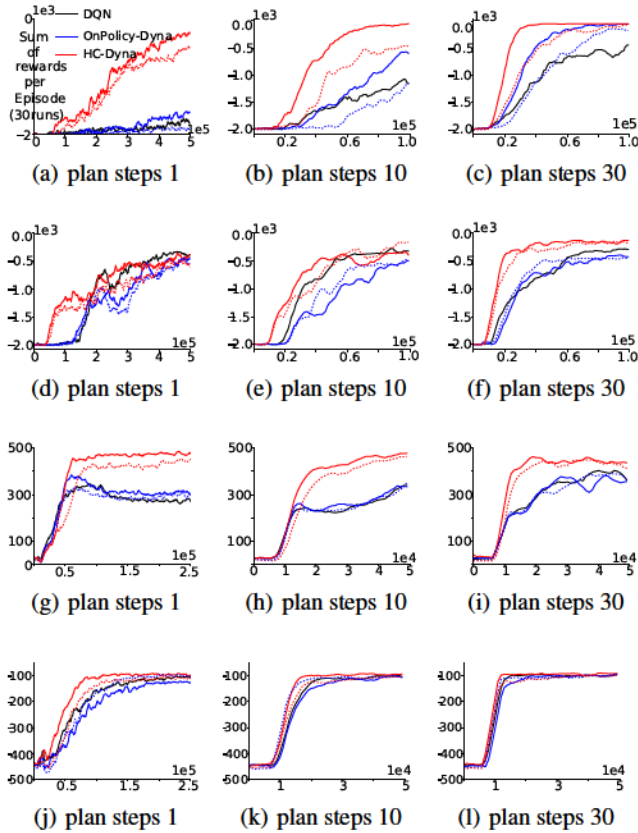 1e3
0
−2
Sum
of
rewards
per
Episode
(30runs)
DQN
OnPolicy-Dyna
HC-Dyna
0 1 2 3 4 5
1e5
(a) plan steps 1
1e3
0.0
-0.5
-1.0
-1.5
-2.0
0.2 0.6 1.0
1e5
(b) plan steps 10
1e3
0.0
-0.5
-1.0
-1.5
-2.0
0.2 0.6 1.0
1e5
(c) plan steps 30
1e3
0.0
-0.5
-1.0
-1.5
-2.0
0 1 2 3 4 5
1e5
(d) plan steps 1
1e3
0.0
-0.5
-1.0
-1.5
-2.0
0.2 0.6 1.0
1e5
(e) plan steps 10
1e3
0.0
-0.5
-1.0
-1.5
-2.0
0.2 0.6 1.0
1e5
(f) plan steps 30
500
300
100
0
0.5 1.5 2.5
1e5
(g) plan steps 1
500
300
100
0
0 1 2 3 4 5
1e4
(h) plan steps 10
500
300
100
0
0 1 2 3 4 5
1e4
(i) plan steps 30
-100
-200
-300
-400
-500
0.5 1.5 2.5
1e5
(j) plan steps 1
-100
-200
-300
-400
-500
1 3 5
1e4
(k) plan steps 10
-100
-200
-300
-400
-500
1 3 5
1e4
(l) plan steps 30